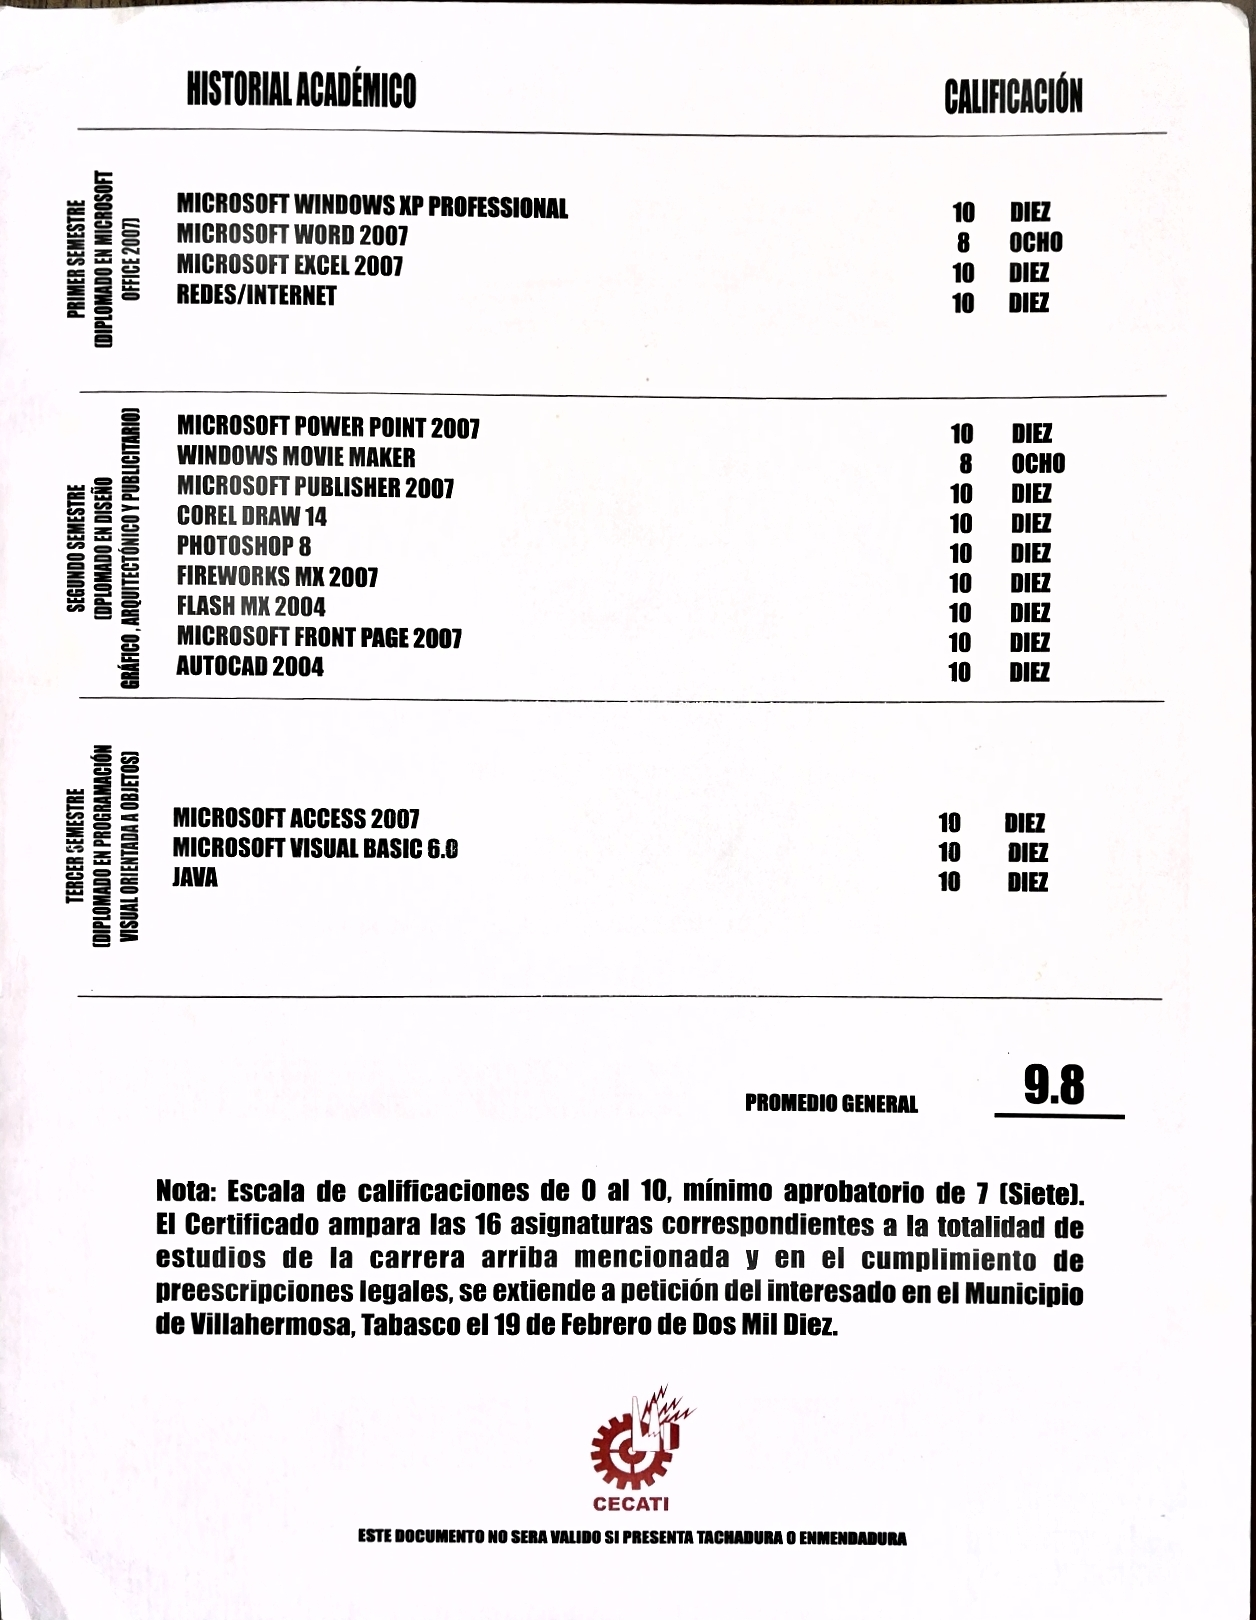 HISTORIAL ACADÉMICO CALIFICACIÓN
PRIMER SEMESTRE
(DIPLOMADO EN MICROSOFT
OFFICE 2007)
MICROSOFT WINDOWS XP PROFESSIONAL 10 DIEZ
MICROSOFT WORD 2007 8 OCHO
MICROSOFT EXCEL 2007 10 DIEZ
REDES/INTERNET 10 DIEZ
SEGUNDO SEMESTRE
(DPLOMADO EN DISEÑO
GRÁFICO, ARQUITECTÓNICO Y PUBLICITARIO)
MICROSOFT POWER POINT 2007 10 DIEZ
WINDOWS MOVIE MAKER 8 OCHO
MICROSOFT PUBLISHER 2007 10 DIEZ
COREL DRAW 14 10 DIEZ
PHOTOSHOP 8 10 DIEZ
FIREWORKS MX 2007 10 DIEZ
FLASH MX 2004 10 DIEZ
MICROSOFT FRONT PAGE 2007 10 DIEZ
AUTOCAD 2004 10 DIEZ
TERCER SEMESTRE
(DIPLOMADO EN PROGRAMACIÓN
VISUAL ORIENTADA A OBJETOS)
MICROSOFT ACCESS 2007 10 DIEZ
MICROSOFT VISUAL BASIC 6.0 10 DIEZ
JAVA 10 DIEZ
PROMEDIO GENERAL 9.8
Nota: Escala de calificaciones de 0 al 10, mínimo aprobatorio de 7 (Siete).
El Certificado ampara las 16 asignaturas correspondientes a la totalidad de
estudios de la carrera arriba mencionada y en el cumplimiento de
preescripciones legales, se extiende a petición del interesado en el Municipio
de Villahermosa, Tabasco el 19 de Febrero de Dos Mil Diez.
CECATI
ESTE DOCUMENTO NO SERA VALIDO SI PRESENTA TACHADURA O ENMENDADURA